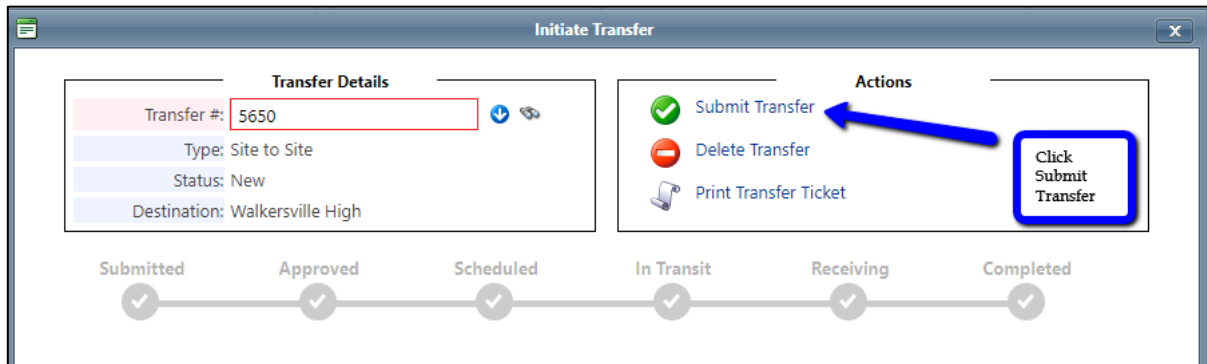 Initiate Transfer
x
Transfer Details
Transfer #: 5650
Type: Site to Site
Status: New
Destination: Walkersville High
Actions
Submit Transfer
Delete Transfer
Print Transfer Ticket
Click
Submit
Transfer
Submitted Approved Scheduled In Transit Receiving Completed